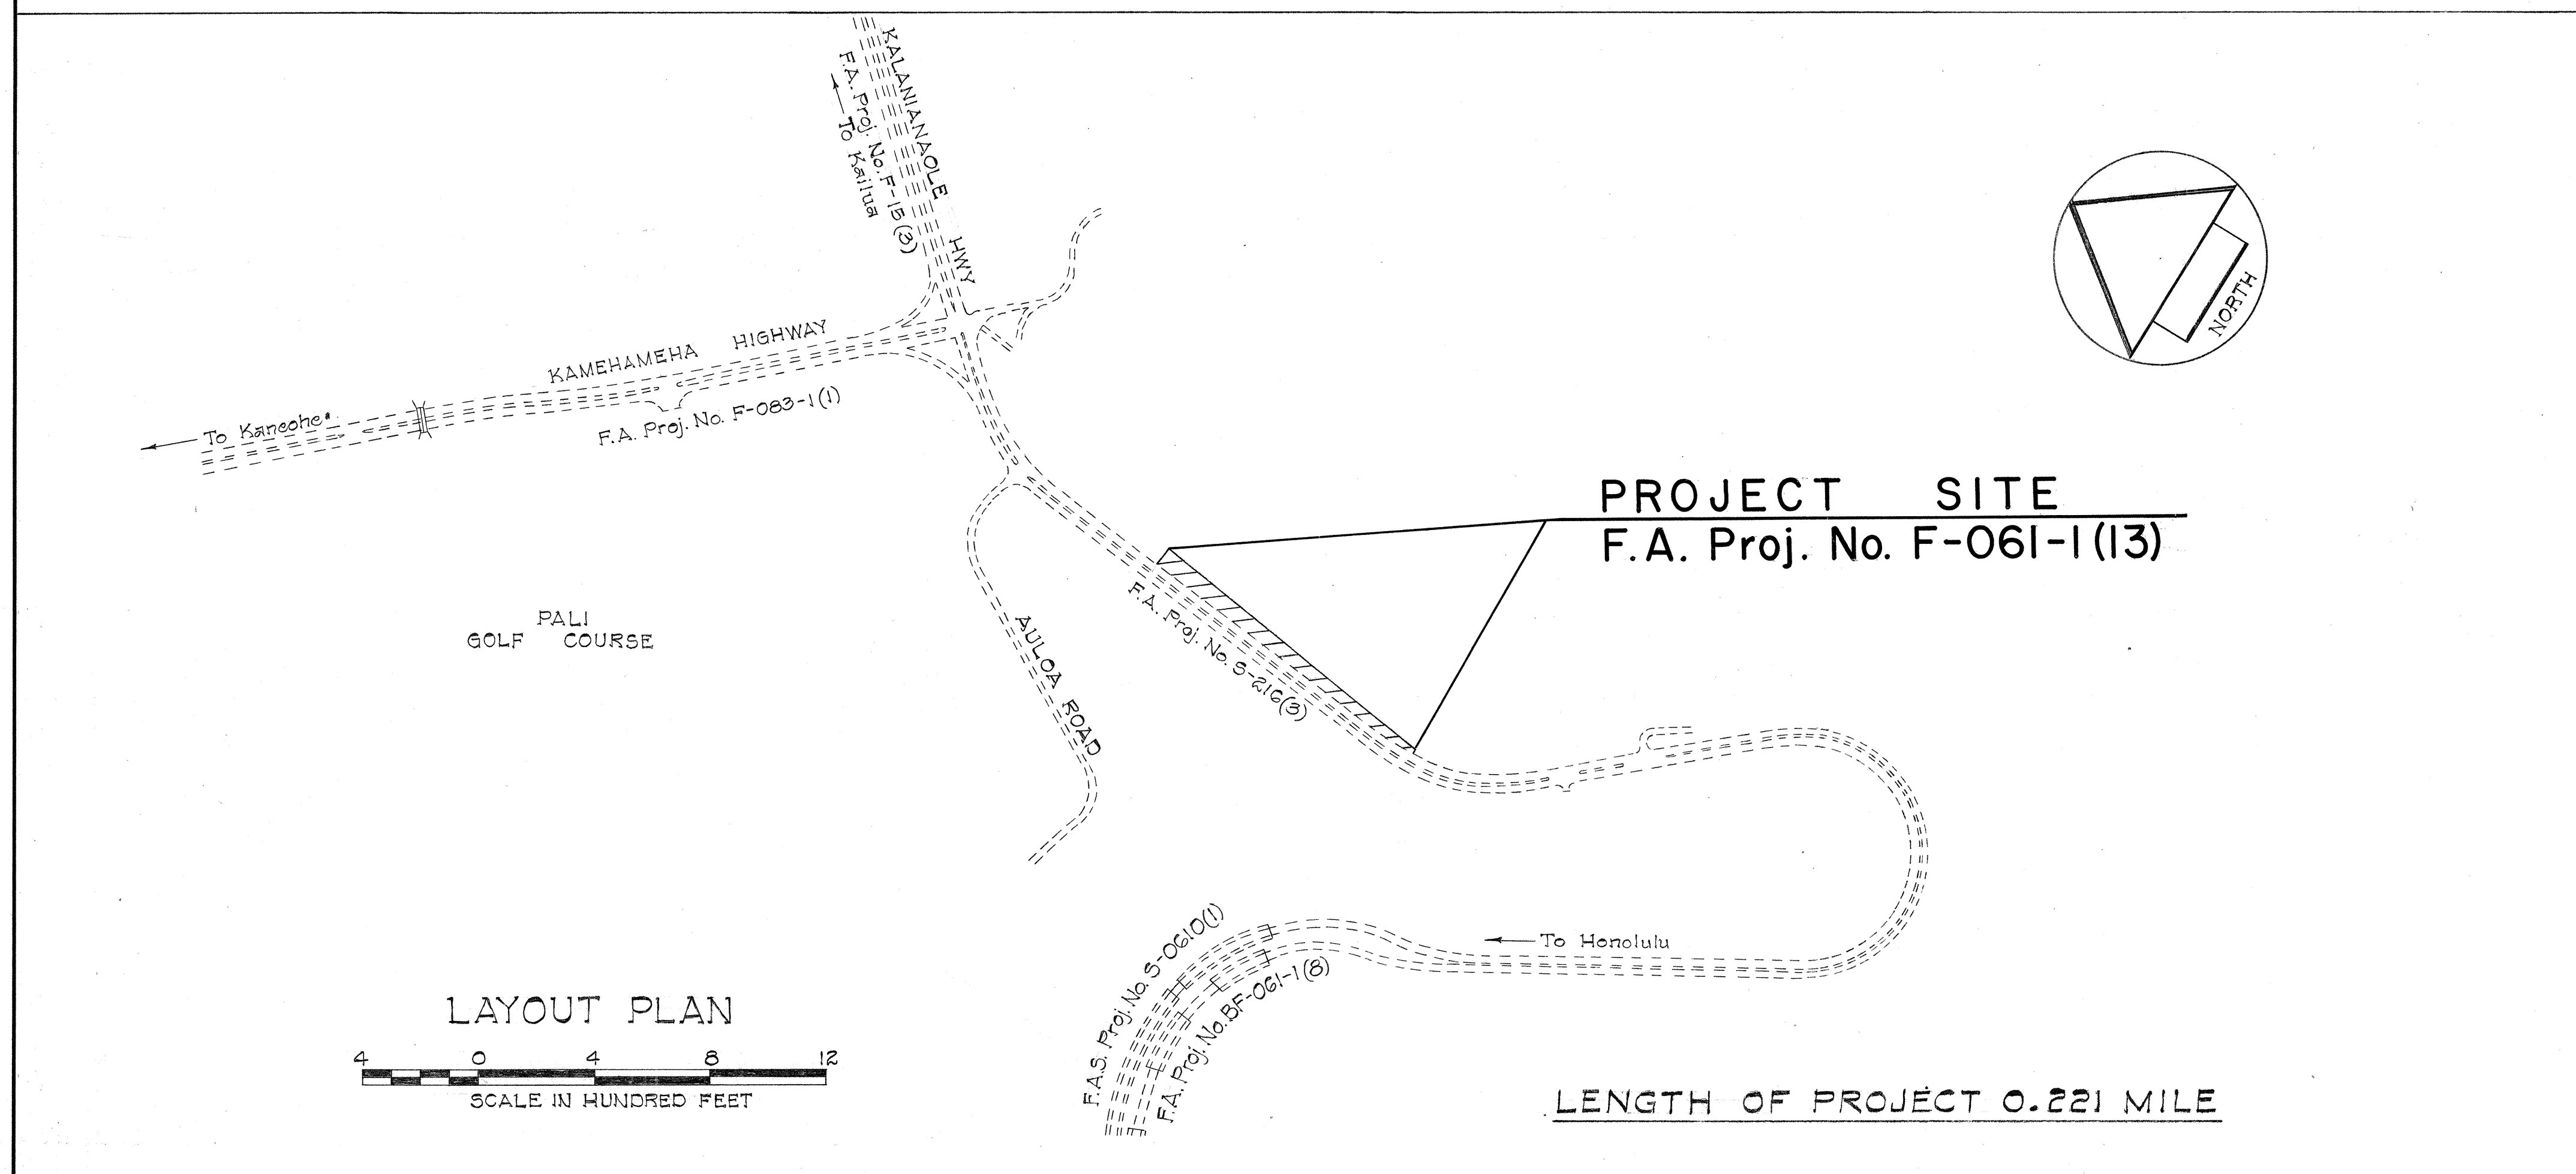 KALANIANAOLE HWY
F.A. Proj. No. F-15(3)
To Kailua
NORTH
KAMEHAMEHA HIGHWAY
To Kaneohe
F.A. Proj. No. F-083-1(1)
PROJECT SITE
F.A. Proj. No. F-061-1(13)
F.A. Proj. No. S-216(3)
PALI
GOLF COURSE
AULOA ROAD
To Honolulu
F.A.S. Proj. No. S-0610(1)
F.A. Proj. No. BF-061-1(8)
LAYOUT PLAN
4 0 4 8 12
SCALE IN HUNDRED FEET
LENGTH OF PROJECT 0.221 MILE